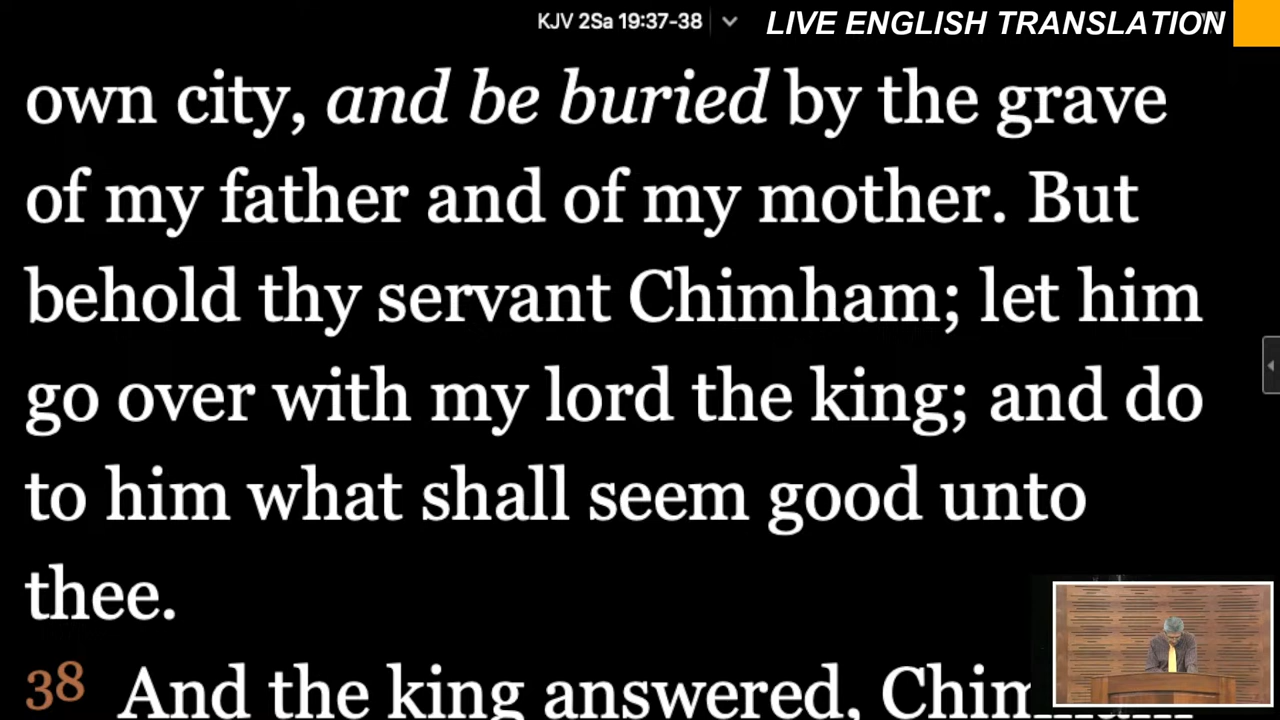 KJV 2Sa 19:37-38
LIVE ENGLISH TRANSLATION
own city, and be buried by the grave
of my father and of my mother. But
behold thy servant Chimham; let him
go over with my lord the king; and do
to him what shall seem good unto
thee.
38 And the king answered,